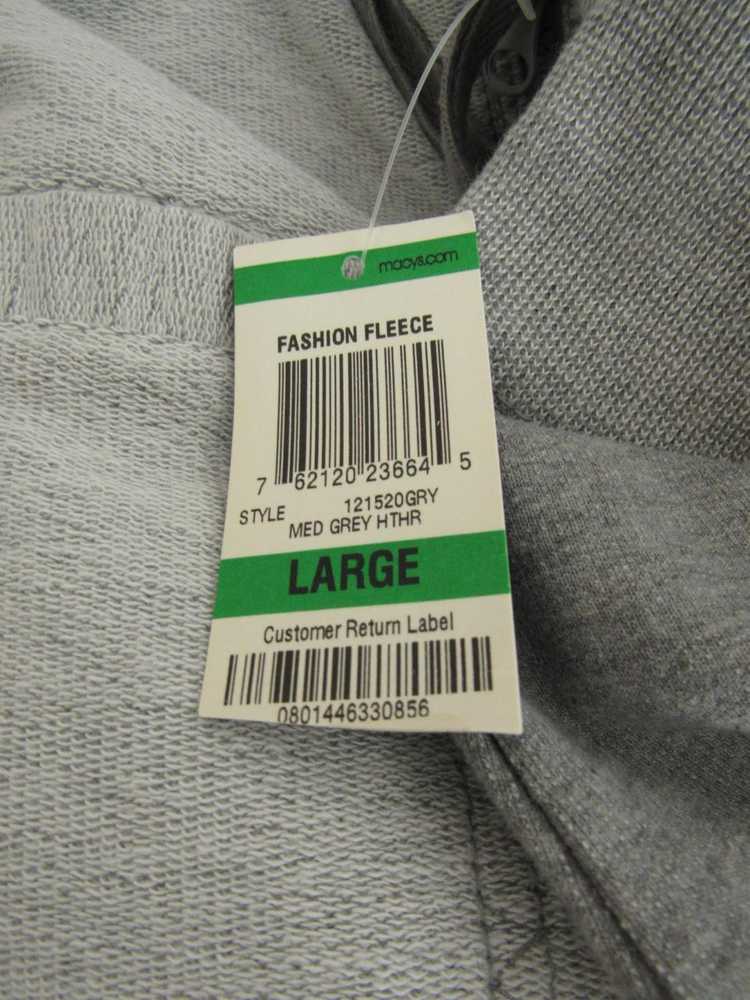 macys.com
FASHION FLEECE
7 62120 23664 5
STYLE 121520GRY
MED GREY HTHR
LARGE
Customer Return Label
0801446330856